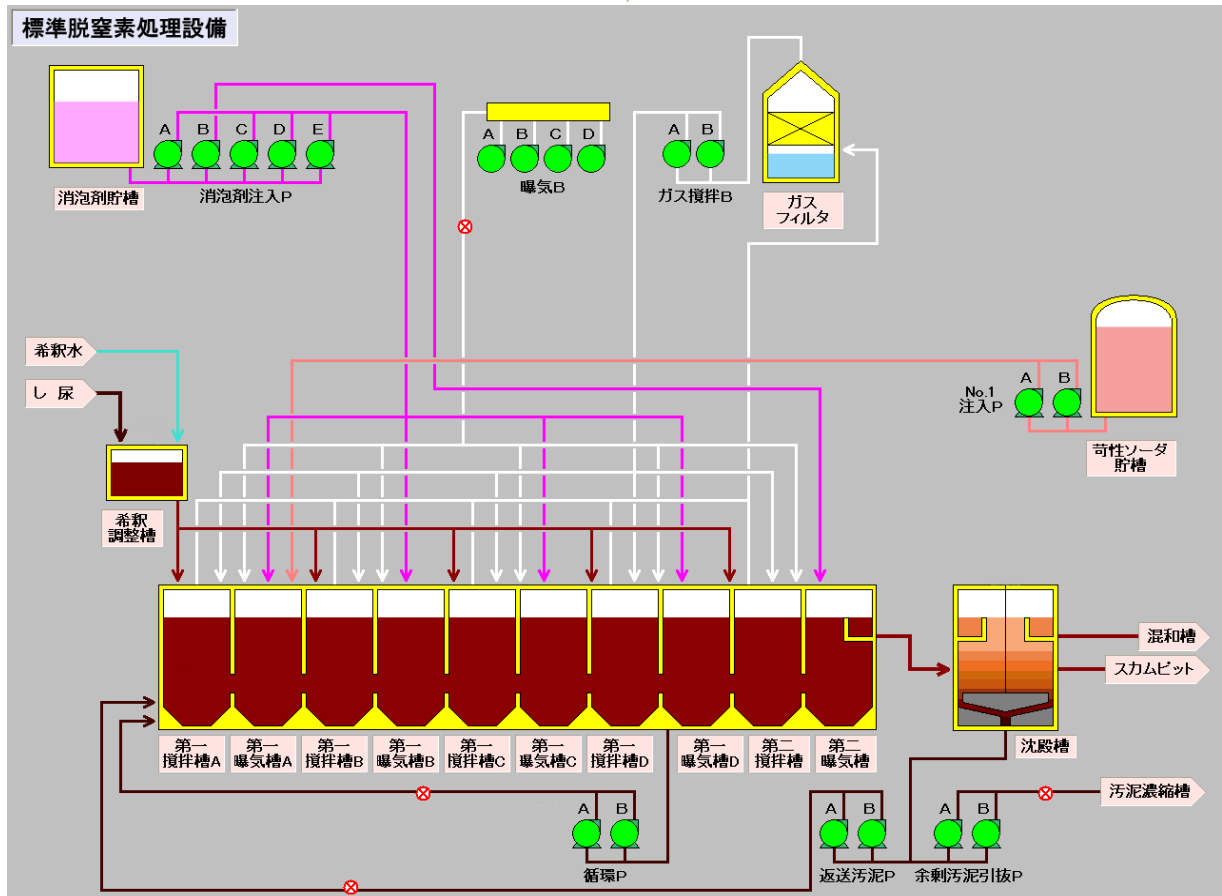 標準脱窒素処理設備
A B C D E
消泡剤貯槽
消泡剤注入P
A B C D
曝気B
A B
ガス撹拌B
ガス
フィルタ
希釈水
し 尿
希釈
調整槽
A B
No.1
注入P
苛性ソーダ
貯槽
第一
撹拌槽A
第一
曝気槽A
第一
撹拌槽B
第一
曝気槽B
第一
撹拌槽C
第一
曝気槽C
第一
撹拌槽D
第一
曝気槽D
第二
撹拌槽
第二
曝気槽
沈殿槽
混和槽
スカムピット
汚泥濃縮槽
A B
循環P
A B
返送汚泥P
A B
余剰汚泥引抜P